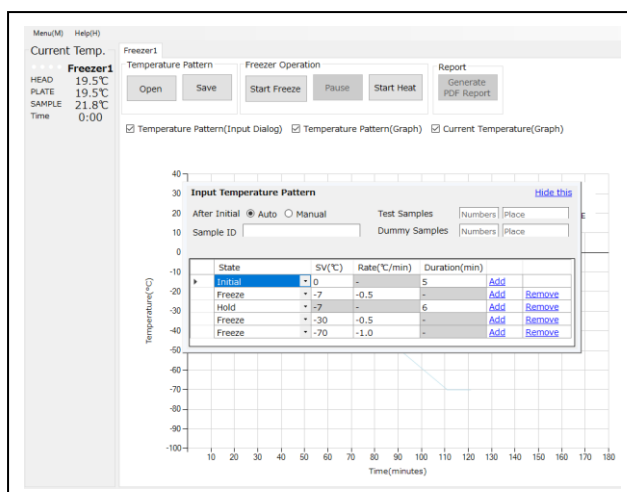 Menu(M) Help(H)
Current Temp.
Freezer1
HEAD 19.5℃
PLATE 19.5℃
SAMPLE 21.8℃
Time 0:00
Freezer1
Temperature Pattern Freezer Operation Report
Open Save Start Freeze Pause Start Heat Generate PDF Report
Temperature Pattern(Input Dialog) Temperature Pattern(Graph) Current Temperature(Graph)
Input Temperature Pattern Hide this
After Initial Auto Manual Test Samples Numbers Place
Sample ID Dummy Samples Numbers Place
State SV(℃) Rate(℃/min) Duration(min)
Initial 0 - 5 Add
Freeze -7 -0.5 - Add Remove
Hold -7 - 6 Add Remove
Freeze -30 -0.5 - Add Remove
Freeze -70 -1.0 - Add Remove
E
Temperature(°C)
40
30
20
10
0
-10
-20
-30
-40
-50
-60
-70
-80
-90
-100
10 20 30 40 50 60 70 80 90 100 110 120 130 140 150 160 170 180
Time(minutes)